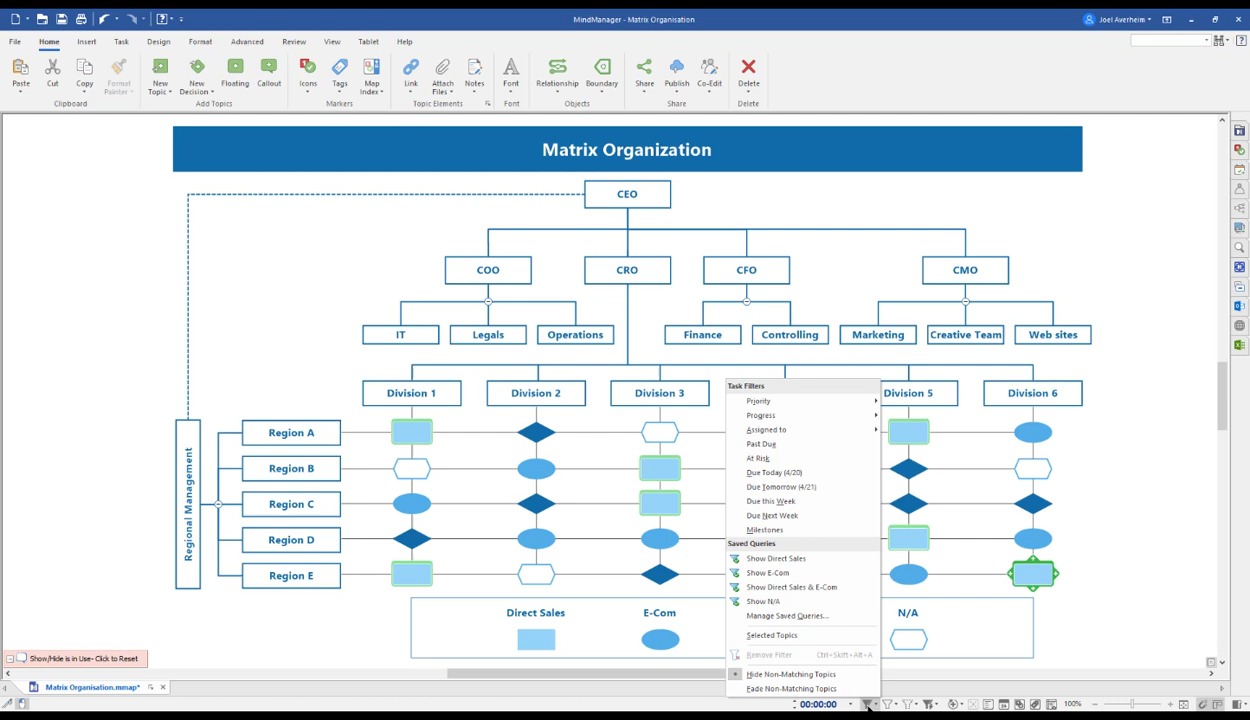 MindManager - Matrix Organisation
Joel Averheim
File Home Insert Task Design Format Advanced Review View Tablet Help
Paste Cut Copy Format Painter
New Topic New Decision Floating Callout
Icons Tags Map Index
Link Attach Files Notes
Font
Relationship Boundary
Share Publish Co-Edit
Delete
Clipboard Add Topics Markers Topic Elements Font Objects Share Delete
Matrix Organization
CEO
COO CRO CFO CMO
IT Legals Operations Finance Controlling Marketing Creative Team Web sites
Division 1 Division 2 Division 3 Division 5 Division 6
Regional Management
Region A
Region B
Region C
Region D
Region E
Direct Sales E-Com N/A
Task Filters
Priority
Progress
Assigned to
Past Due
At Risk
Due Today (4/20)
Due Tomorrow (4/21)
Due this Week
Due Next Week
Milestones
Saved Queries
Show Direct Sales
Show E-Com
Show Direct Sales & E-Com
Show N/A
Manage Saved Queries...
Selected Topics
Remove Filter Ctrl+Skift+Alt+A
Hide Non-Matching Topics
Fade Non-Matching Topics
Show/Hide is in Use- Click to Reset
Matrix Organisation.mmap*
00:00:00
100%